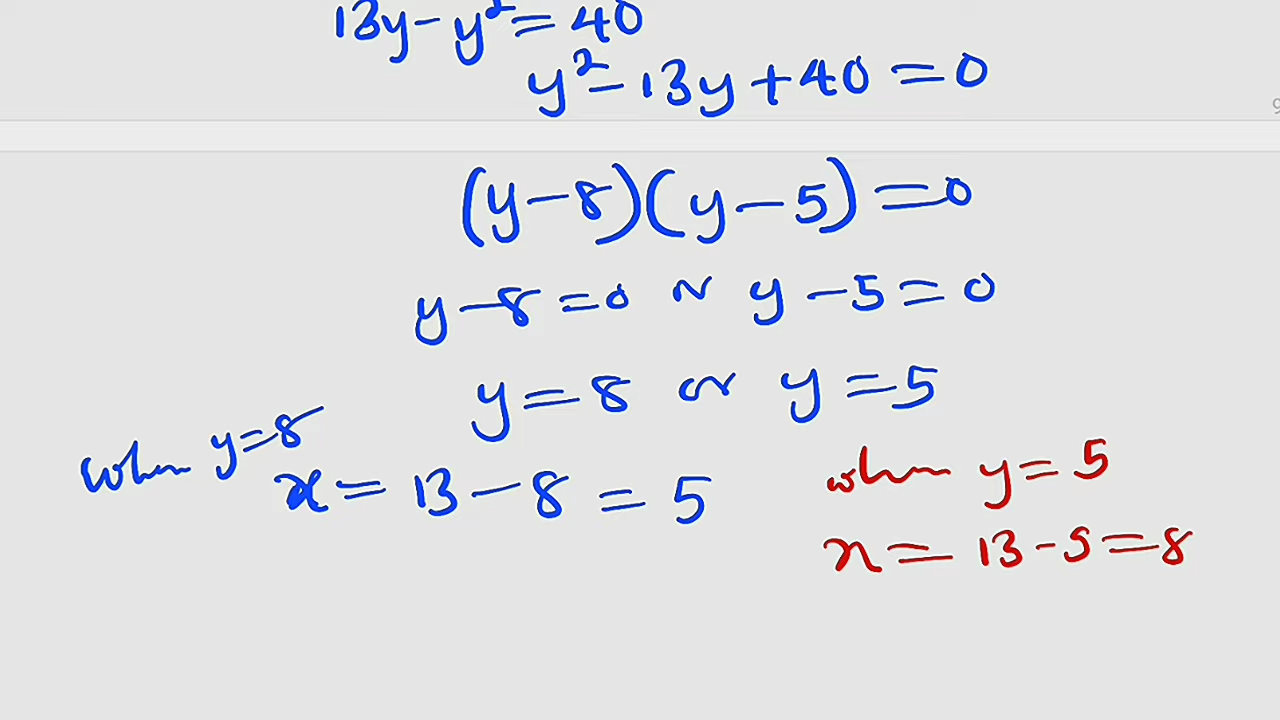 13y - y² = 40
y² - 13y + 40 = 0
(y - 8)(y - 5) = 0
y - 8 = 0 or y - 5 = 0
y = 8 or y = 5
when y = 8
x = 13 - 8 = 5
when y = 5
x = 13 - 5 = 8